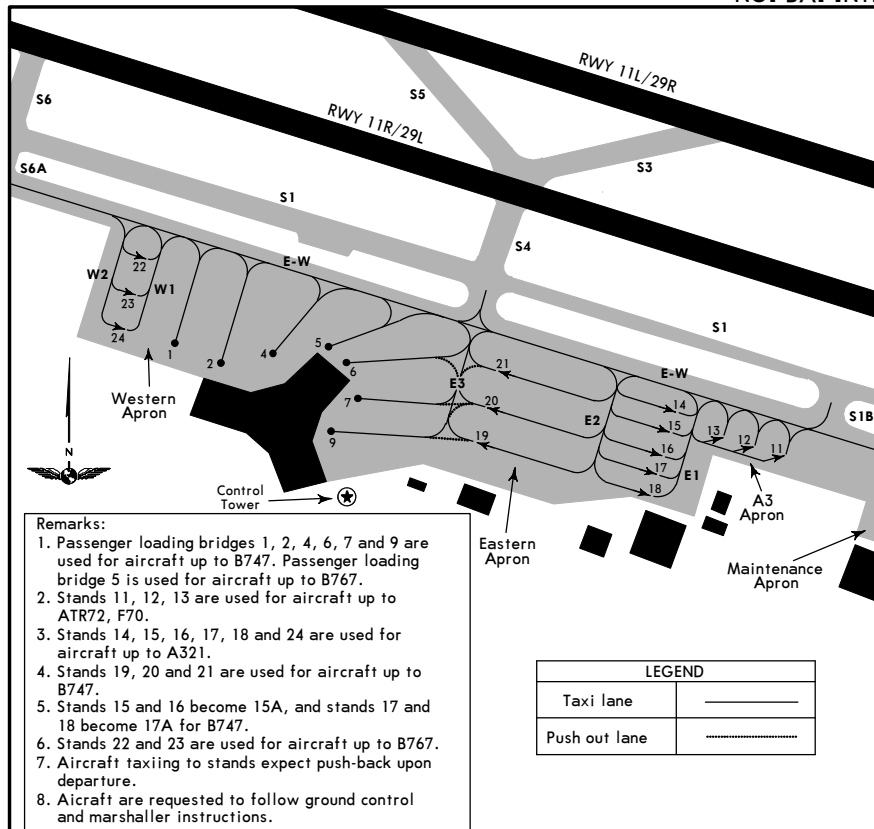 RWY 11L/29R
S5
S6
RWY 11R/29L
S3
S6A
S1
S4
E-W
W2
22
W1
23
24
1
2
4
5
6
7
9
E3
21
20
19
E-W
S1
E2
14
15
16
17
18
E1
13
12
11
S1B
Western
Apron
N
Control
Tower
Eastern
Apron
A3
Apron
Maintenance
Apron
Remarks:
1. Passenger loading bridges 1, 2, 4, 6, 7 and 9 are
used for aircraft up to B747. Passenger loading
bridge 5 is used for aircraft up to B767.
2. Stands 11, 12, 13 are used for aircraft up to
ATR72, F70.
3. Stands 14, 15, 16, 17, 18 and 24 are used for
aircraft up to A321.
4. Stands 19, 20 and 21 are used for aircraft up to
B747.
5. Stands 15 and 16 become 15A, and stands 17 and
18 become 17A for B747.
6. Stands 22 and 23 are used for aircraft up to B767.
7. Aircraft taxiing to stands expect push-back upon
departure.
8. Aicraft are requested to follow ground control
and marshaller instructions.
LEGEND
Taxi lane
Push out lane